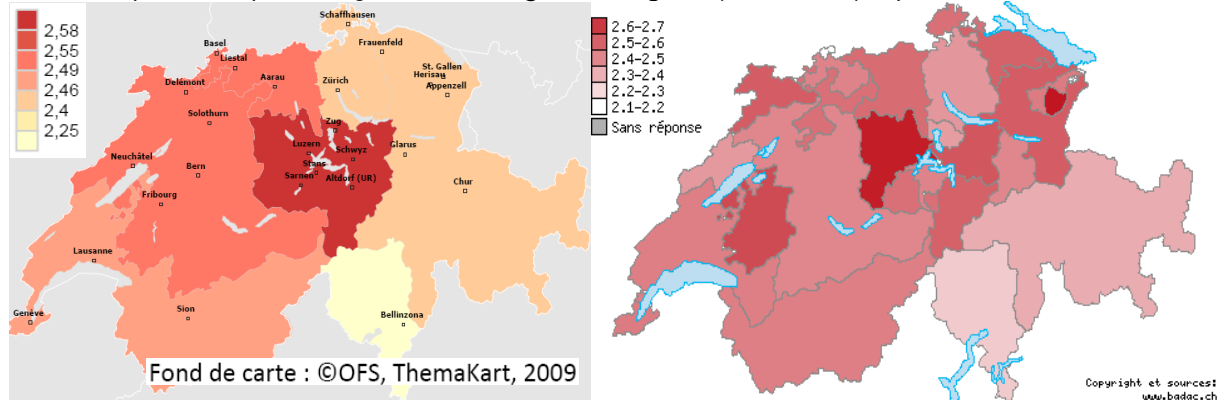 2,58
2,55
2,49
2,46
2,4
2,25
Schaffhausen
Basel
Liestal
Frauenfeld
St. Gallen
Herisau
Appenzell
Delémont
Aarau
Zürich
Solothurn
Zug
Luzern
Schwyz
Glarus
Neuchâtel
Bern
Stans
Sarnen
Altdorf (UR)
Chur
Fribourg
Lausanne
Genève
Sion
Bellinzona
Fond de carte : ©OFS, ThemaKart, 2009
2.6-2.7
2.5-2.6
2.4-2.5
2.3-2.4
2.2-2.3
2.1-2.2
Sans réponse
Copyright et sources:
www.badac.ch